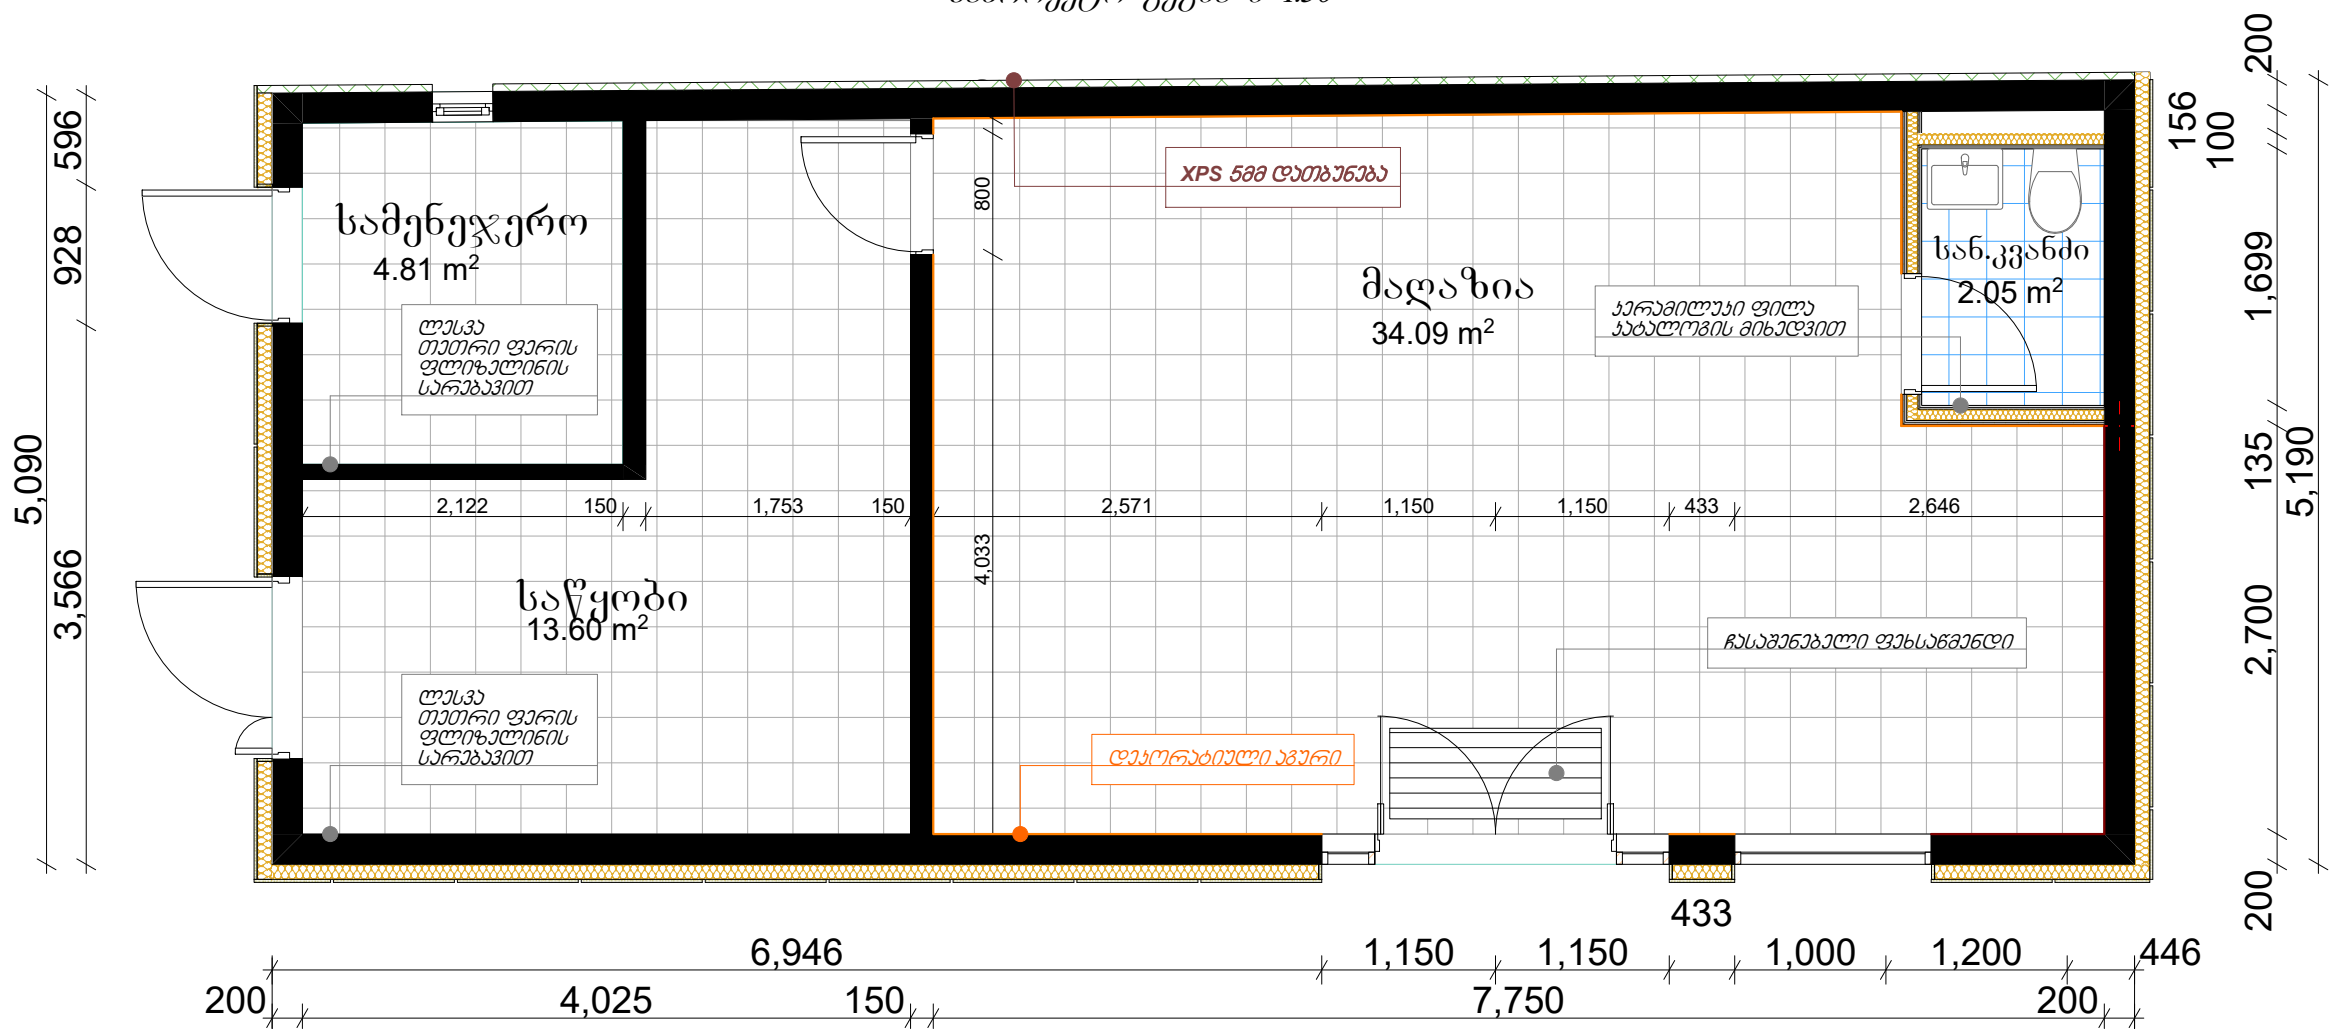 200
156
100
596
XPS 5მმ დათბუნება
800
სამენეჯერო
4.81 m²
928
სან.კვანძი
2.05 m²
1,699
მაღაზია
34.09 m²
კერამილუკი ფილა
კატალოგის მიხედვით
ლესვა
თეთრი ფერის
ფლიზელინის
სარებავით
5,090
135
5,190
2,122
150
1,753
150
2,571
1,150
1,150
433
2,646
4,033
3,566
საწყობი
13.60 m²
2,700
ჩასაშენებელი ფეხსაწმენდი
ლესვა
თეთრი ფერის
ფლიზელინის
სარებავით
დეკორატიული აგური
200
433
6,946
1,150
1,150
1,000
1,200
446
200
4,025
150
7,750
200